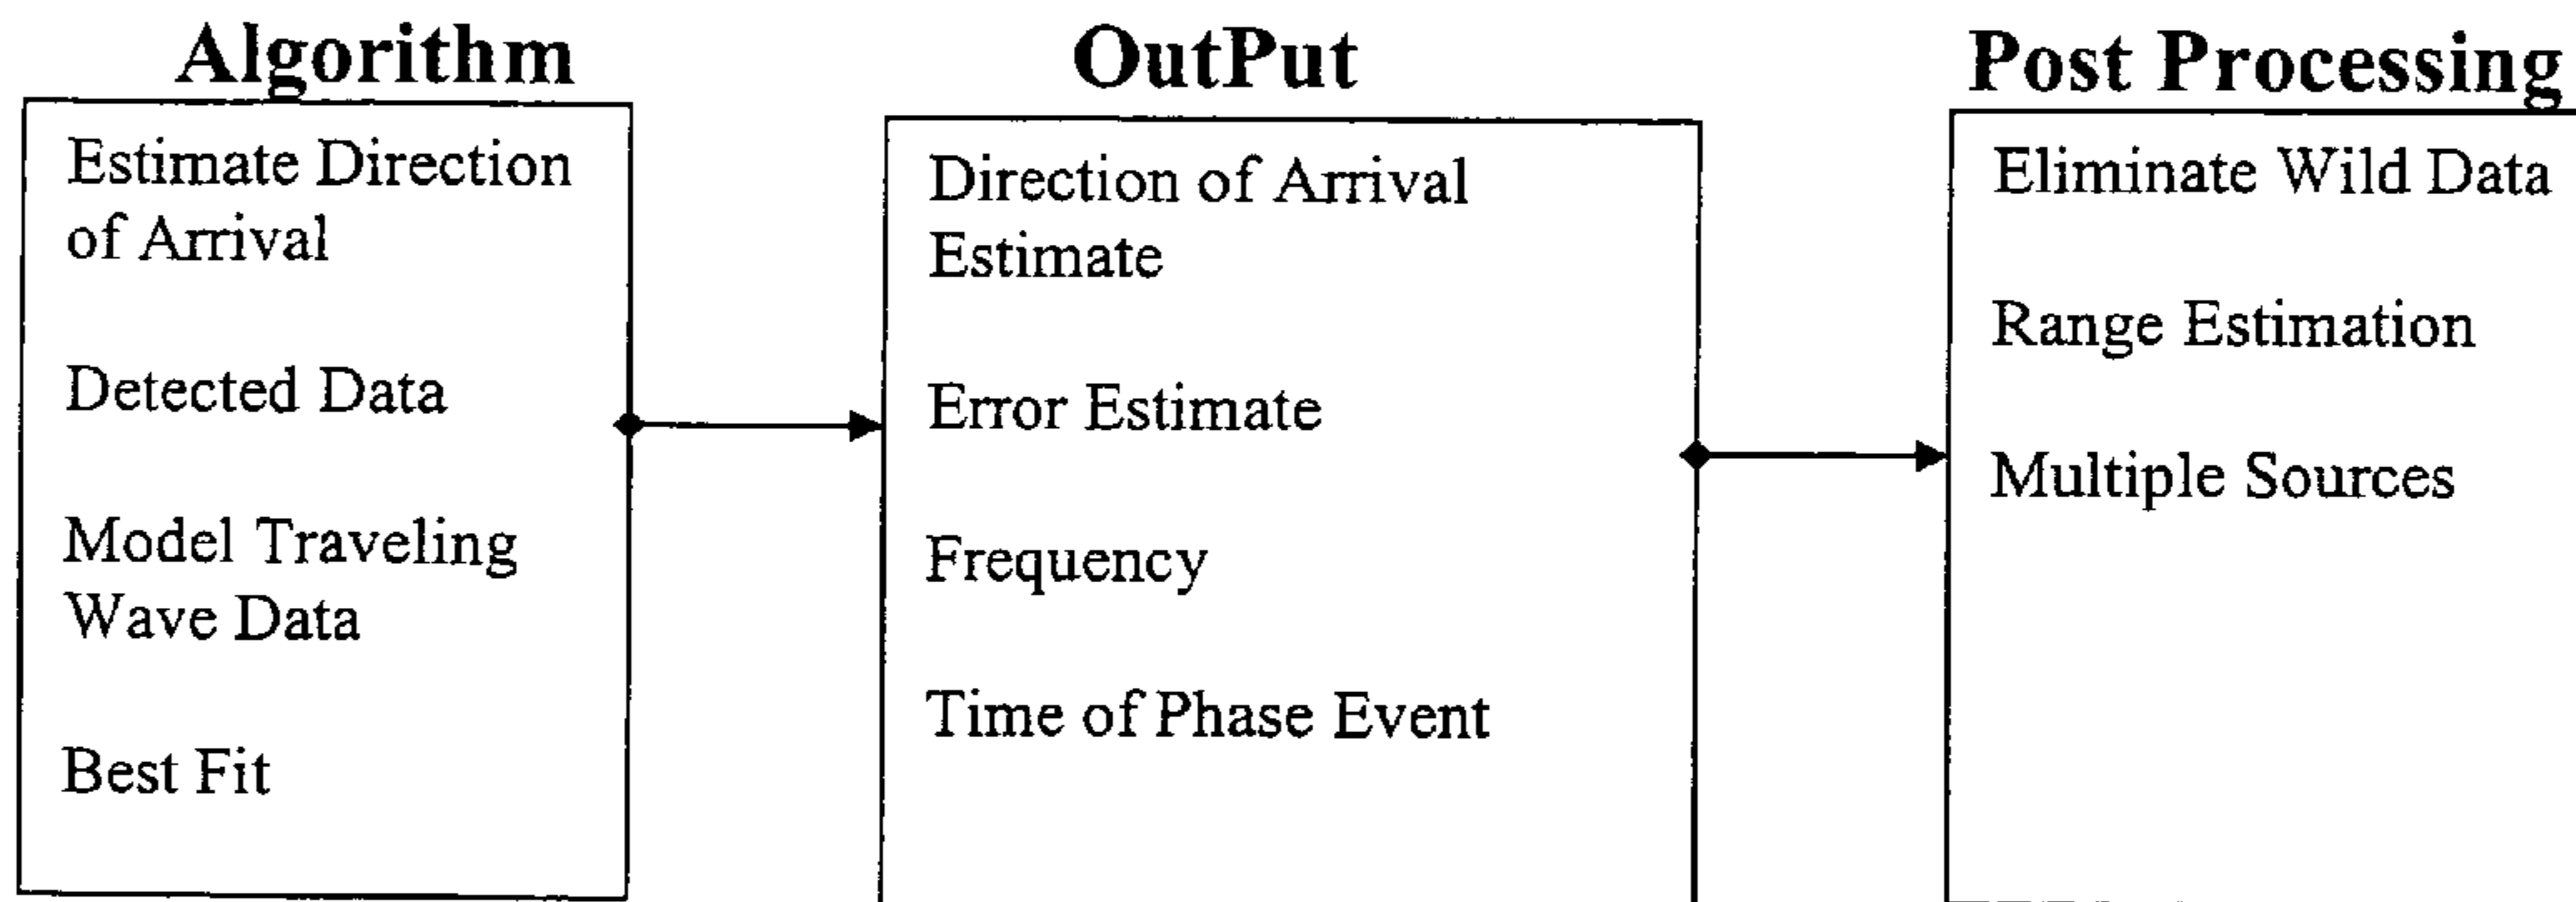 Algorithm
Estimate Direction
of Arrival
Detected Data
Model Traveling
Wave Data
Best Fit
OutPut
Direction of Arrival
Estimate
Error Estimate
Frequency
Time of Phase Event
Post Processing
Eliminate Wild Data
Range Estimation
Multiple Sources